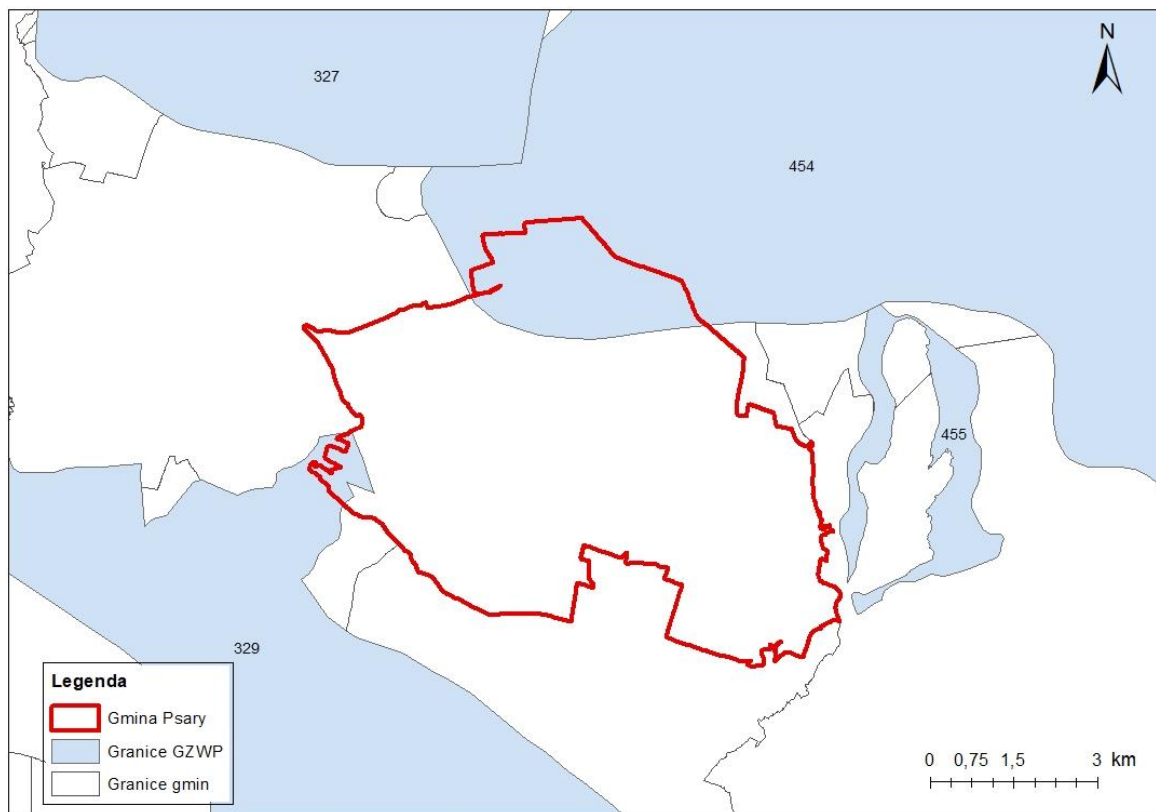 327
N
454
455
329
Legenda
Gmina Psary
Granice GZWP
Granice gmin
0 0,75 1,5 3 km